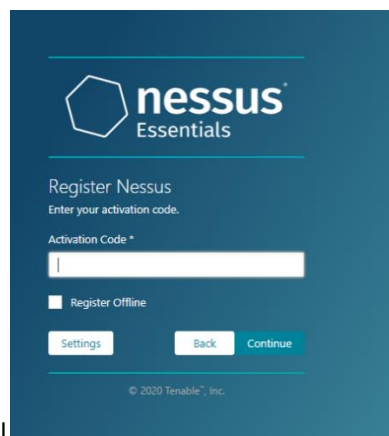 nessus
Essentials
Register Nessus
Enter your activation code.
Activation Code *
Register Offline
Settings Back Continue
© 2020 Tenable™, Inc.